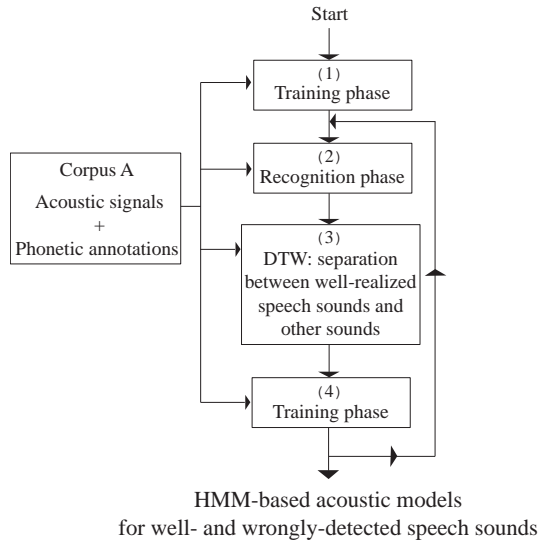 Start
(1)
Training phase
(2)
Recognition phase
Corpus A
Acoustic signals
+
Phonetic annotations
(3)
DTW: separation
between well-realized
speech sounds and
other sounds
(4)
Training phase
HMM-based acoustic models
for well- and wrongly-detected speech sounds